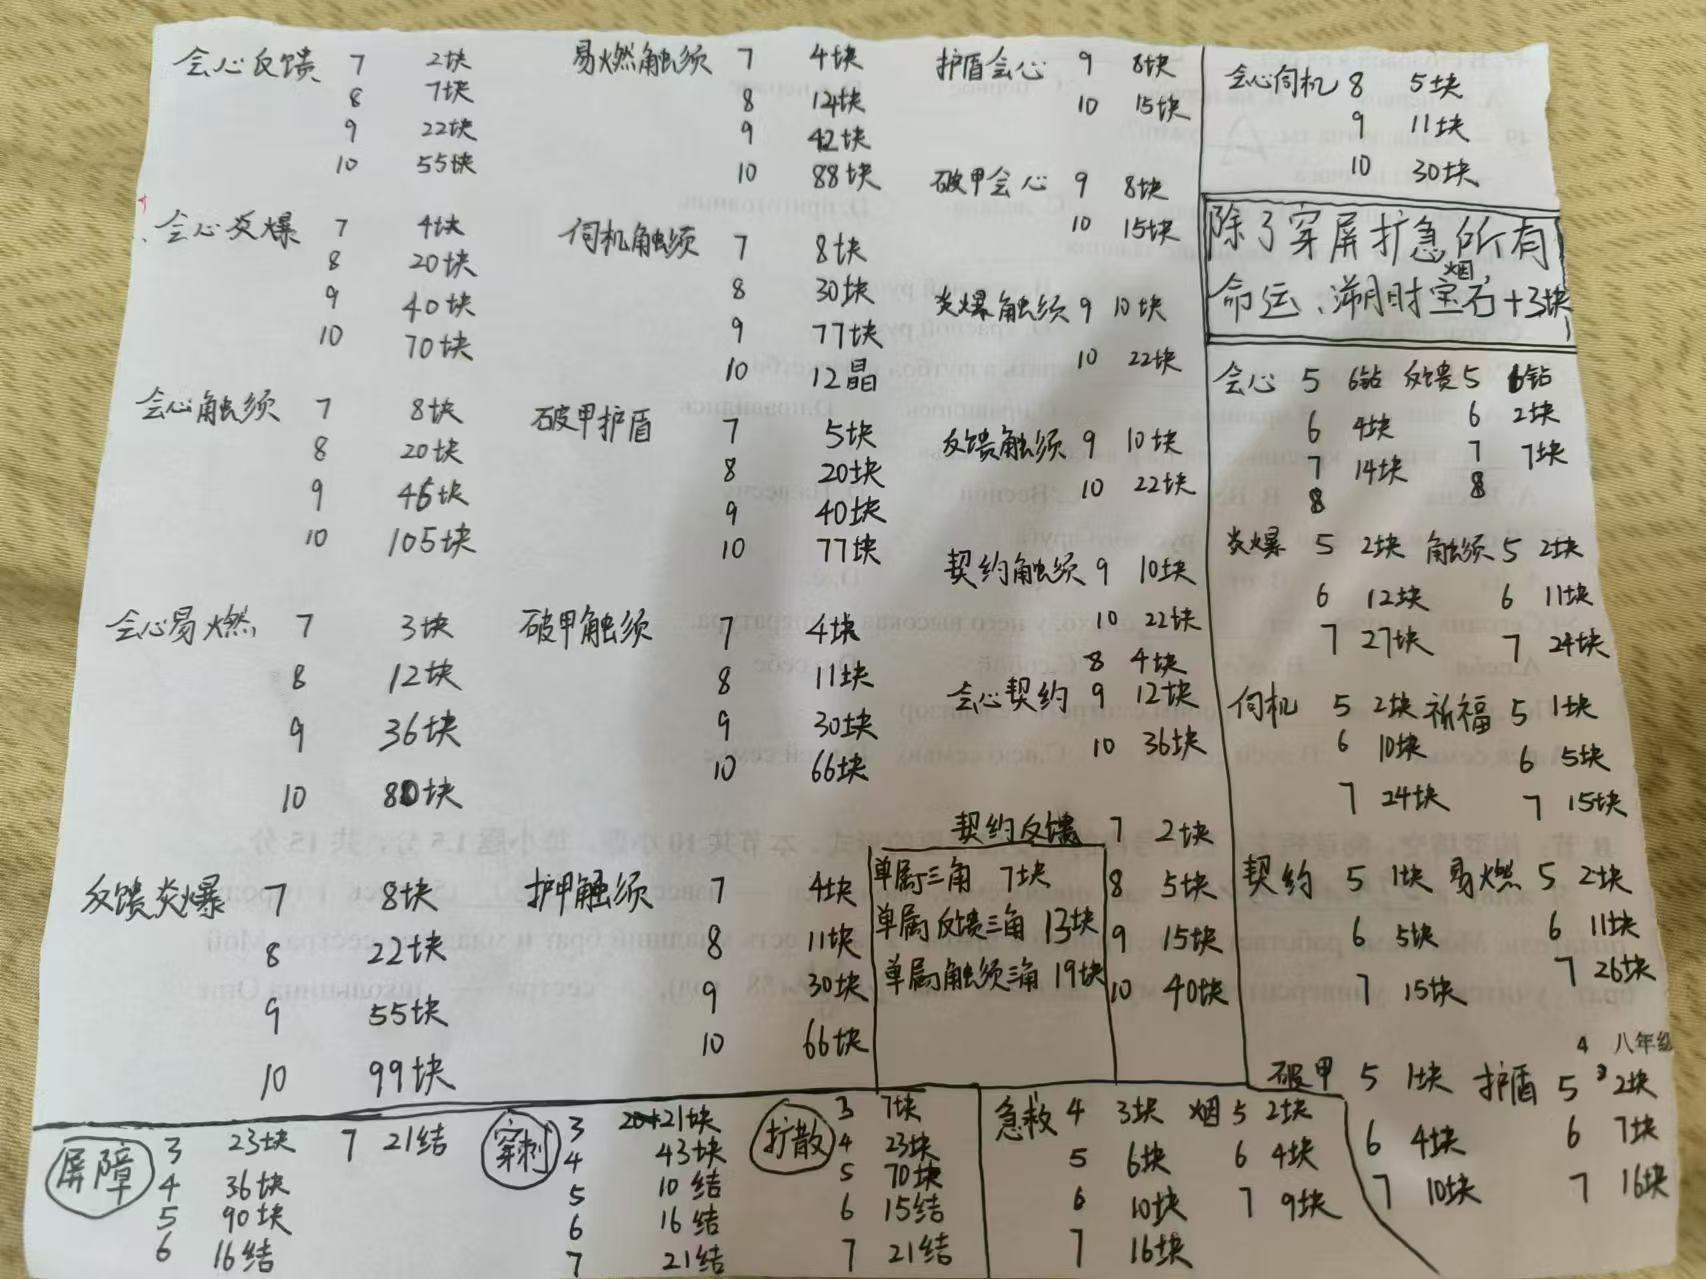 会心反馈 7 2块
8 7块
9 22块
10 55块
会心炎爆 7 4块
8 20块
9 40块
10 70块
会心触须 7 8块
8 20块
9 45块
10 105块
会心易燃 7 3块
8 12块
9 36块
10 80块
反馈炎爆 7 8块
8 22块
9 55块
10 99块
易燃触须 7 4块
8 12块
9 42块
10 88块
伺机触须 7 8块
8 30块
9 77块
10 12晶
破甲护盾 7 5块
8 20块
9 40块
10 77块
破甲触须 7 4块
8 11块
9 30块
10 66块
护甲触须 7 4块
8 11块
9 30块
10 66块
护盾会心 9 8块
10 15块
破甲会心 9 8块
10 15块
炎爆触须 9 10块
10 22块
反馈触须 9 10块
10 22块
契约触须 9 10块
10 22块
8 4块
会心契约 9 12块
10 36块
契约反馈 7 2块
8 5块
9 15块
10 40块
单属三角 7块
单属反馈三角 13块
单属触须三角 19块
会心伺机 8 5块
9 11块
10 30块
除了穿屏扩急烟,所有
命运、溯时宝石+3块
会心 5 6钻 反馈 5 6钻
6 4块 6 2块
7 14块 7 7块
8 8
炎爆 5 2块 触须 5 2块
6 12块 6 11块
7 27块 7 24块
伺机 5 2块 祈福 5 1块
6 10块 6 5块
7 24块 7 15块
契约 5 1块 易燃 5 2块
6 5块 6 11块
7 15块 7 26块
4 八年级
破甲 5 1块 护盾 5 2块
6 4块 6 7块
7 10块 7 16块
屏障 3 23块 7 21结
4 36块
5 90块
6 16结
穿刺 3 21块
4 43块
5 10结
6 16结
7 21结
扩散 3 7块
4 23块
5 70块
6 15结
7 21结
急救 4 3块 烟 5 2块
5 6块 6 4块
6 10块 7 9块
7 16块